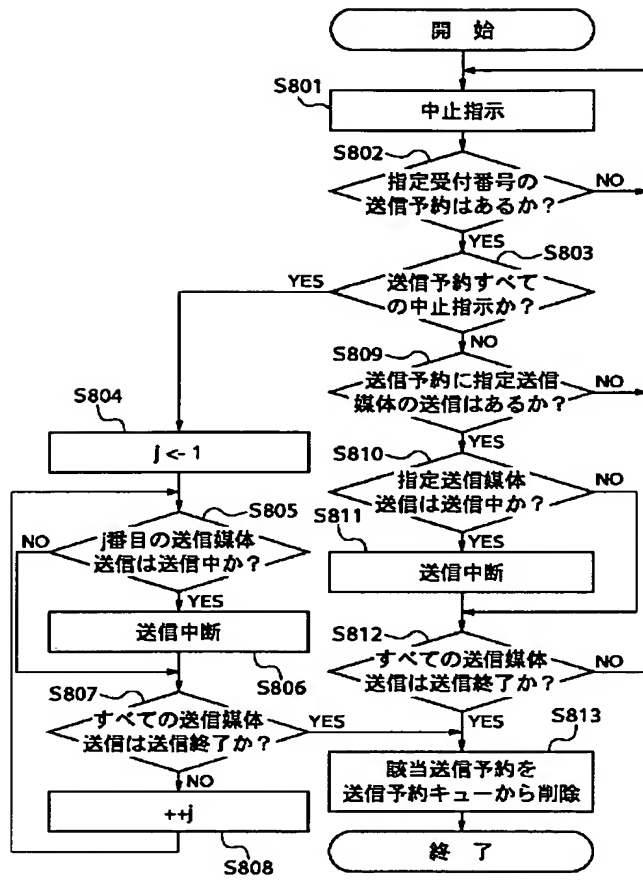 開 始
S801
中止指示
S802
指定受付番号の
送信予約はあるか?
NO
YES
S803
送信予約すべて
の中止指示か?
YES
NO
S809
送信予約に指定送信
媒体の送信はあるか?
NO
YES
S804
j <- 1
S810
指定送信媒体
送信は送信中か?
NO
YES
S805
j番目の送信媒体
送信は送信中か?
NO
YES
S811
送信中断
送信中断
S806
S812
すべての送信媒体
送信は送信終了か?
NO
YES
S807
すべての送信媒体
送信は送信終了か?
YES
NO
S813
該当送信予約を
送信予約キューから削除
++j
S808
終 了